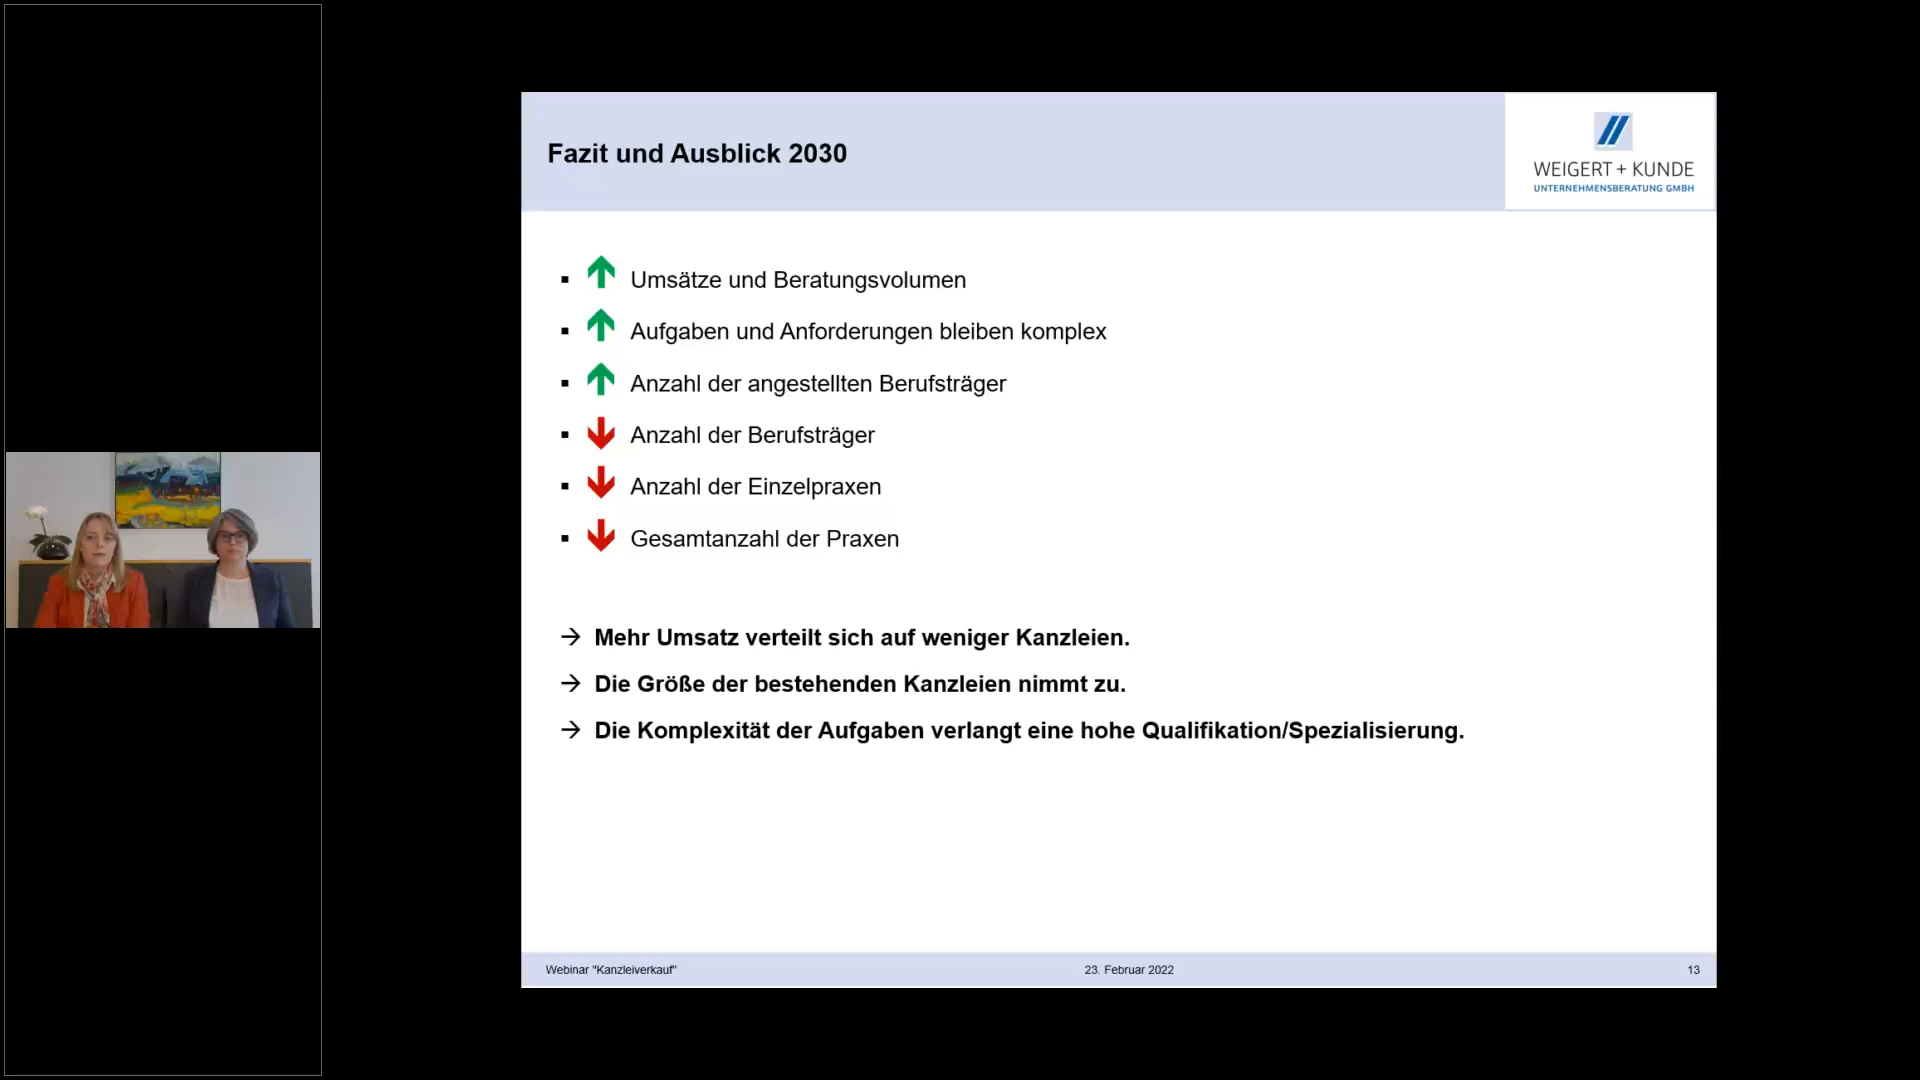 Fazit und Ausblick 2030
WEIGERT + KUNDE
UNTERNEHMENSBERATUNG GMBH
▪ ↑ Umsätze und Beratungsvolumen
▪ ↑ Aufgaben und Anforderungen bleiben komplex
▪ ↑ Anzahl der angestellten Berufsträger
▪ ↓ Anzahl der Berufsträger
▪ ↓ Anzahl der Einzelpraxen
▪ ↓ Gesamtanzahl der Praxen
→ Mehr Umsatz verteilt sich auf weniger Kanzleien.
→ Die Größe der bestehenden Kanzleien nimmt zu.
→ Die Komplexität der Aufgaben verlangt eine hohe Qualifikation/Spezialisierung.
Webinar "Kanzleiverkauf"
23. Februar 2022
13